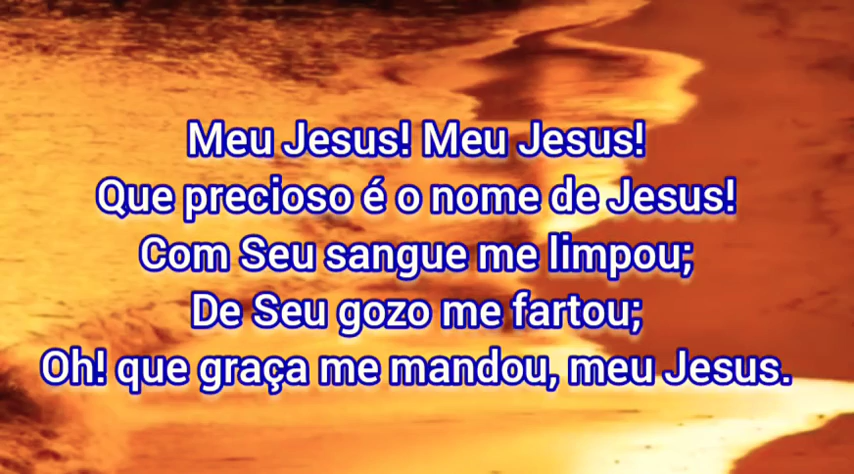 Meu Jesus! Meu Jesus!
Que precioso é o nome de Jesus!
Com Seu sangue me limpou;
De Seu gozo me fartou;
Oh! que graça me mandou, meu Jesus.